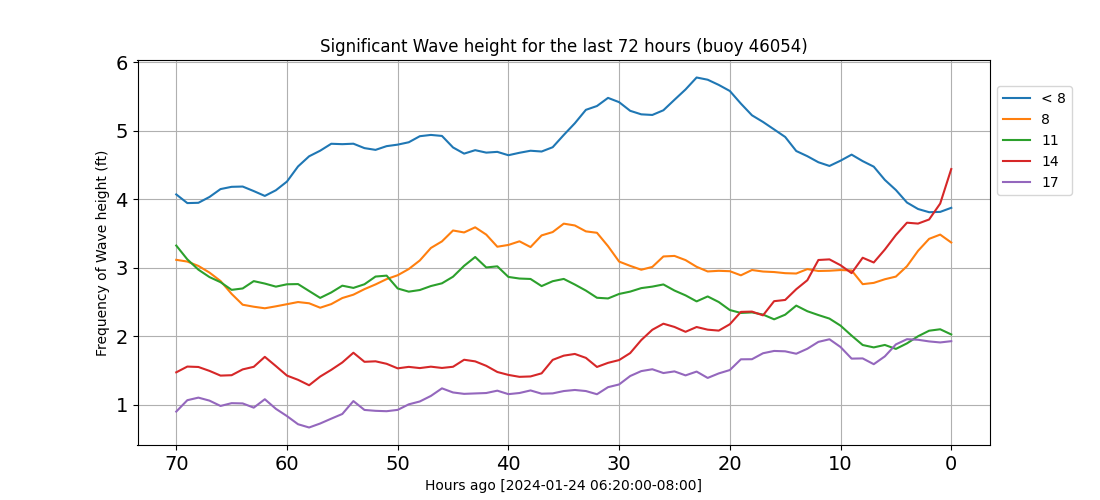 Significant Wave height for the last 72 hours (buoy 46054)
Frequency of Wave height (ft)
6
5
4
3
2
1
70 60 50 40 30 20 10 0
Hours ago [2024-01-24 06:20:00-08:00]
< 8
8
11
14
17